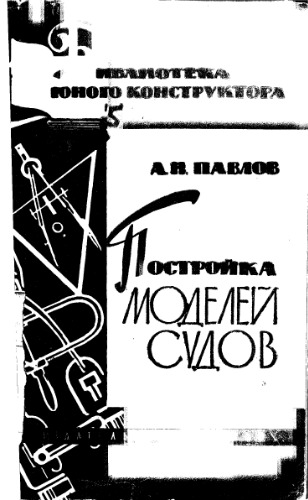 БИБЛИОТЕКА
ЮНОГО КОНСТРУКТОРА
А.П. ПАВЛОВ
ПОСТРОЙКА
МОДЕЛЕЙ
СУДОВ